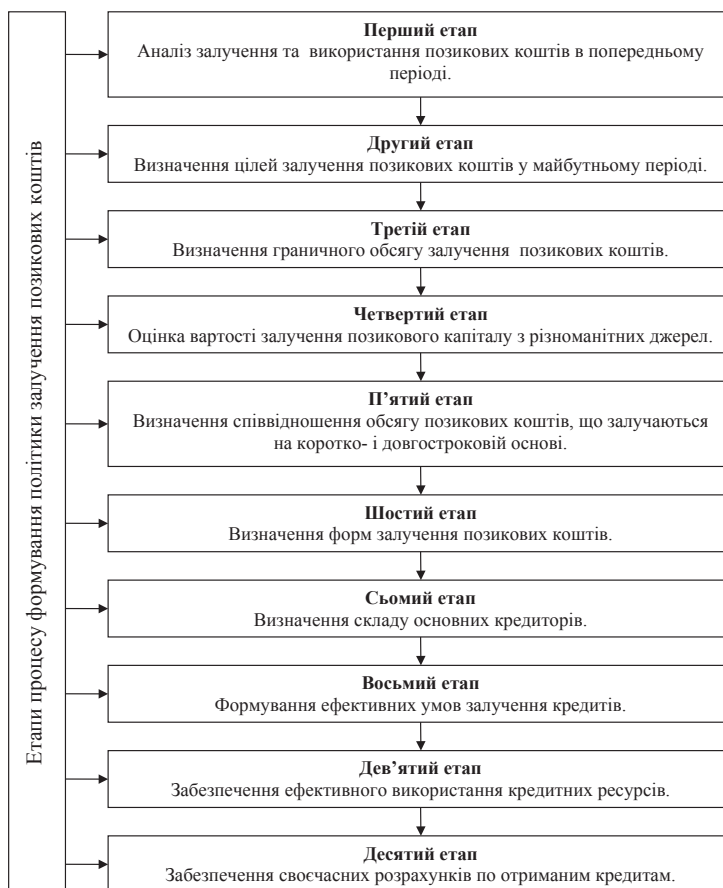 Етапи процесу формування політики залучення позикових коштів
Перший етап
Аналіз залучення та використання позикових коштів в попередньому
періоді.
Другий етап
Визначення цілей залучення позикових коштів у майбутньому періоді.
Третій етап
Визначення граничного обсягу залучення позикових коштів.
Четвертий етап
Оцінка вартості залучення позикового капіталу з різноманітних джерел.
П’ятий етап
Визначення співвідношення обсягу позикових коштів, що залучаються
на коротко- і довгостроковій основі.
Шостий етап
Визначення форм залучення позикових коштів.
Сьомий етап
Визначення складу основних кредиторів.
Восьмий етап
Формування ефективних умов залучення кредитів.
Дев’ятий етап
Забезпечення ефективного використання кредитних ресурсів.
Десятий етап
Забезпечення своєчасних розрахунків по отриманим кредитам.